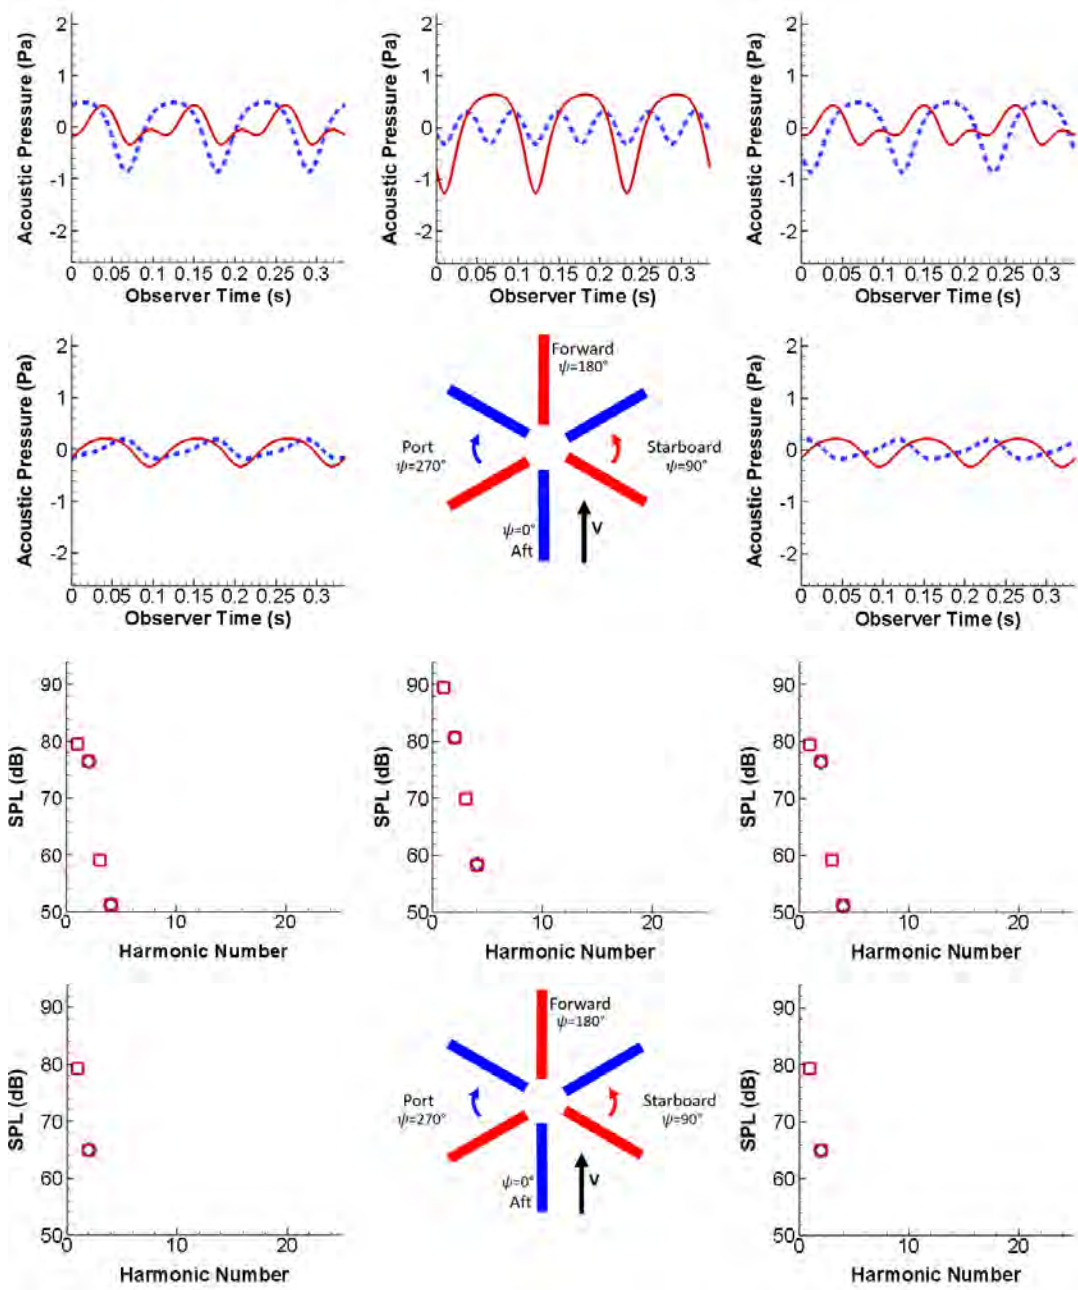 Acoustic Pressure (Pa)
2
1
0
-1
-2
0 0.05 0.1 0.15 0.2 0.25 0.3
Observer Time (s)
Acoustic Pressure (Pa)
2
1
0
-1
-2
0 0.05 0.1 0.15 0.2 0.25 0.3
Observer Time (s)
Acoustic Pressure (Pa)
2
1
0
-1
-2
0 0.05 0.1 0.15 0.2 0.25 0.3
Observer Time (s)
Acoustic Pressure (Pa)
2
1
0
-1
-2
0 0.05 0.1 0.15 0.2 0.25 0.3
Observer Time (s)
Forward
ψ=180°
Port
ψ=270°
Starboard
ψ=90°
ψ=0°
Aft
V
Acoustic Pressure (Pa)
2
1
0
-1
-2
0 0.05 0.1 0.15 0.2 0.25 0.3
Observer Time (s)
SPL (dB)
90
80
70
60
50
0 10 20
Harmonic Number
SPL (dB)
90
80
70
60
50
0 10 20
Harmonic Number
SPL (dB)
90
80
70
60
50
0 10 20
Harmonic Number
SPL (dB)
90
80
70
60
50
0 10 20
Harmonic Number
Forward
ψ=180°
Port
ψ=270°
Starboard
ψ=90°
ψ=0°
Aft
V
SPL (dB)
90
80
70
60
50
0 10 20
Harmonic Number